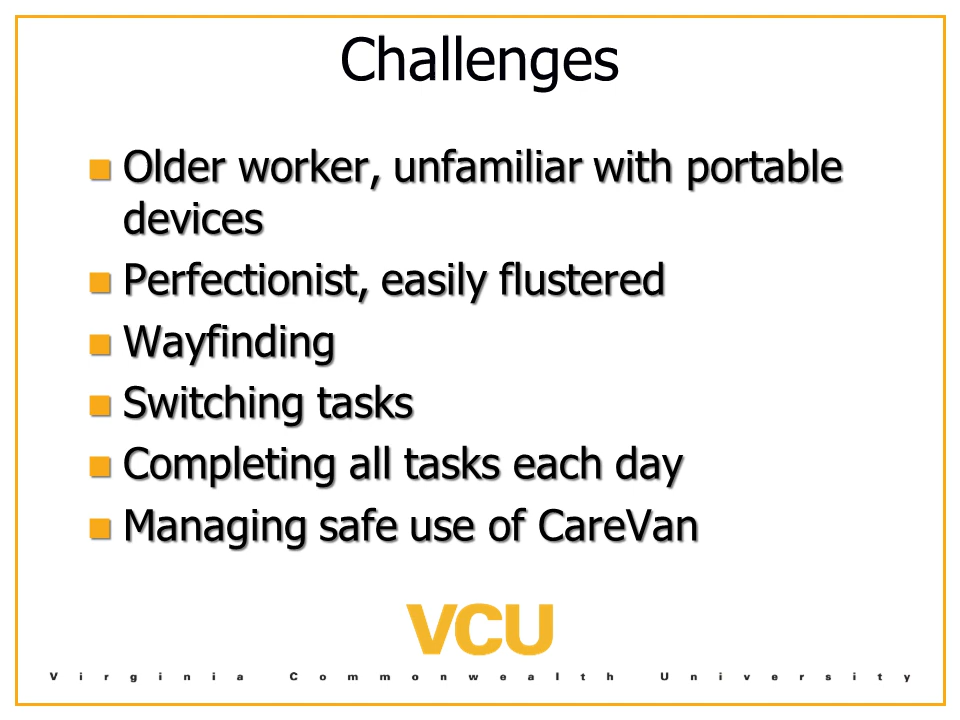 Challenges
Older worker, unfamiliar with portable
devices
Perfectionist, easily flustered
Wayfinding
Switching tasks
Completing all tasks each day
Managing safe use of CareVan
VCU
Virginia Commonwealth University